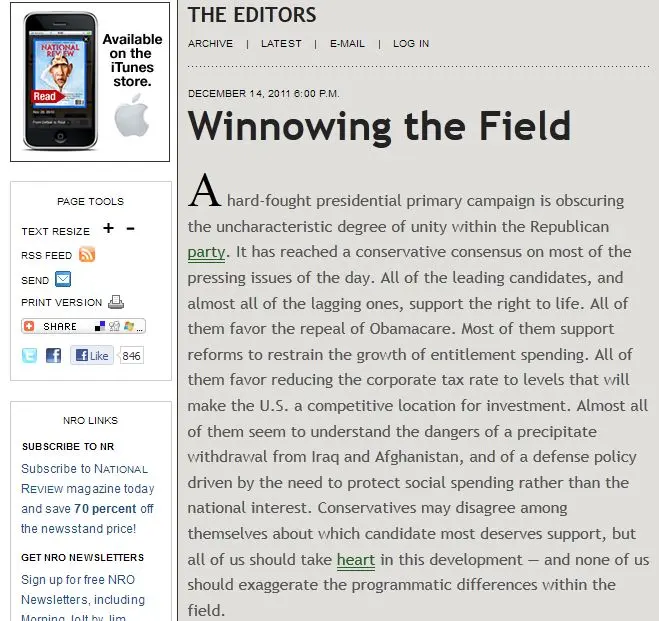 Available
on the
iTunes
store.
NATIONAL
REVIEW
Read
PAGE TOOLS
TEXT RESIZE + -
RSS FEED
SEND
PRINT VERSION
SHARE ...
Like 846
NRO LINKS
SUBSCRIBE TO NR
Subscribe to NATIONAL
REVIEW magazine today
and save 70 percent off
the newsstand price!
GET NRO NEWSLETTERS
Sign up for free NRO
Newsletters, including
Morning Jolt by Jim
THE EDITORS
ARCHIVE | LATEST | E-MAIL | LOG IN
DECEMBER 14, 2011 6:00 P.M.
Winnowing the Field
A hard-fought presidential primary campaign is obscuring
the uncharacteristic degree of unity within the Republican
party. It has reached a conservative consensus on most of the
pressing issues of the day. All of the leading candidates, and
almost all of the lagging ones, support the right to life. All of
them favor the repeal of Obamacare. Most of them support
reforms to restrain the growth of entitlement spending. All of
them favor reducing the corporate tax rate to levels that will
make the U.S. a competitive location for investment. Almost all
of them seem to understand the dangers of a precipitate
withdrawal from Iraq and Afghanistan, and of a defense policy
driven by the need to protect social spending rather than the
national interest. Conservatives may disagree among
themselves about which candidate most deserves support, but
all of us should take heart in this development — and none of us
should exaggerate the programmatic differences within the
field.